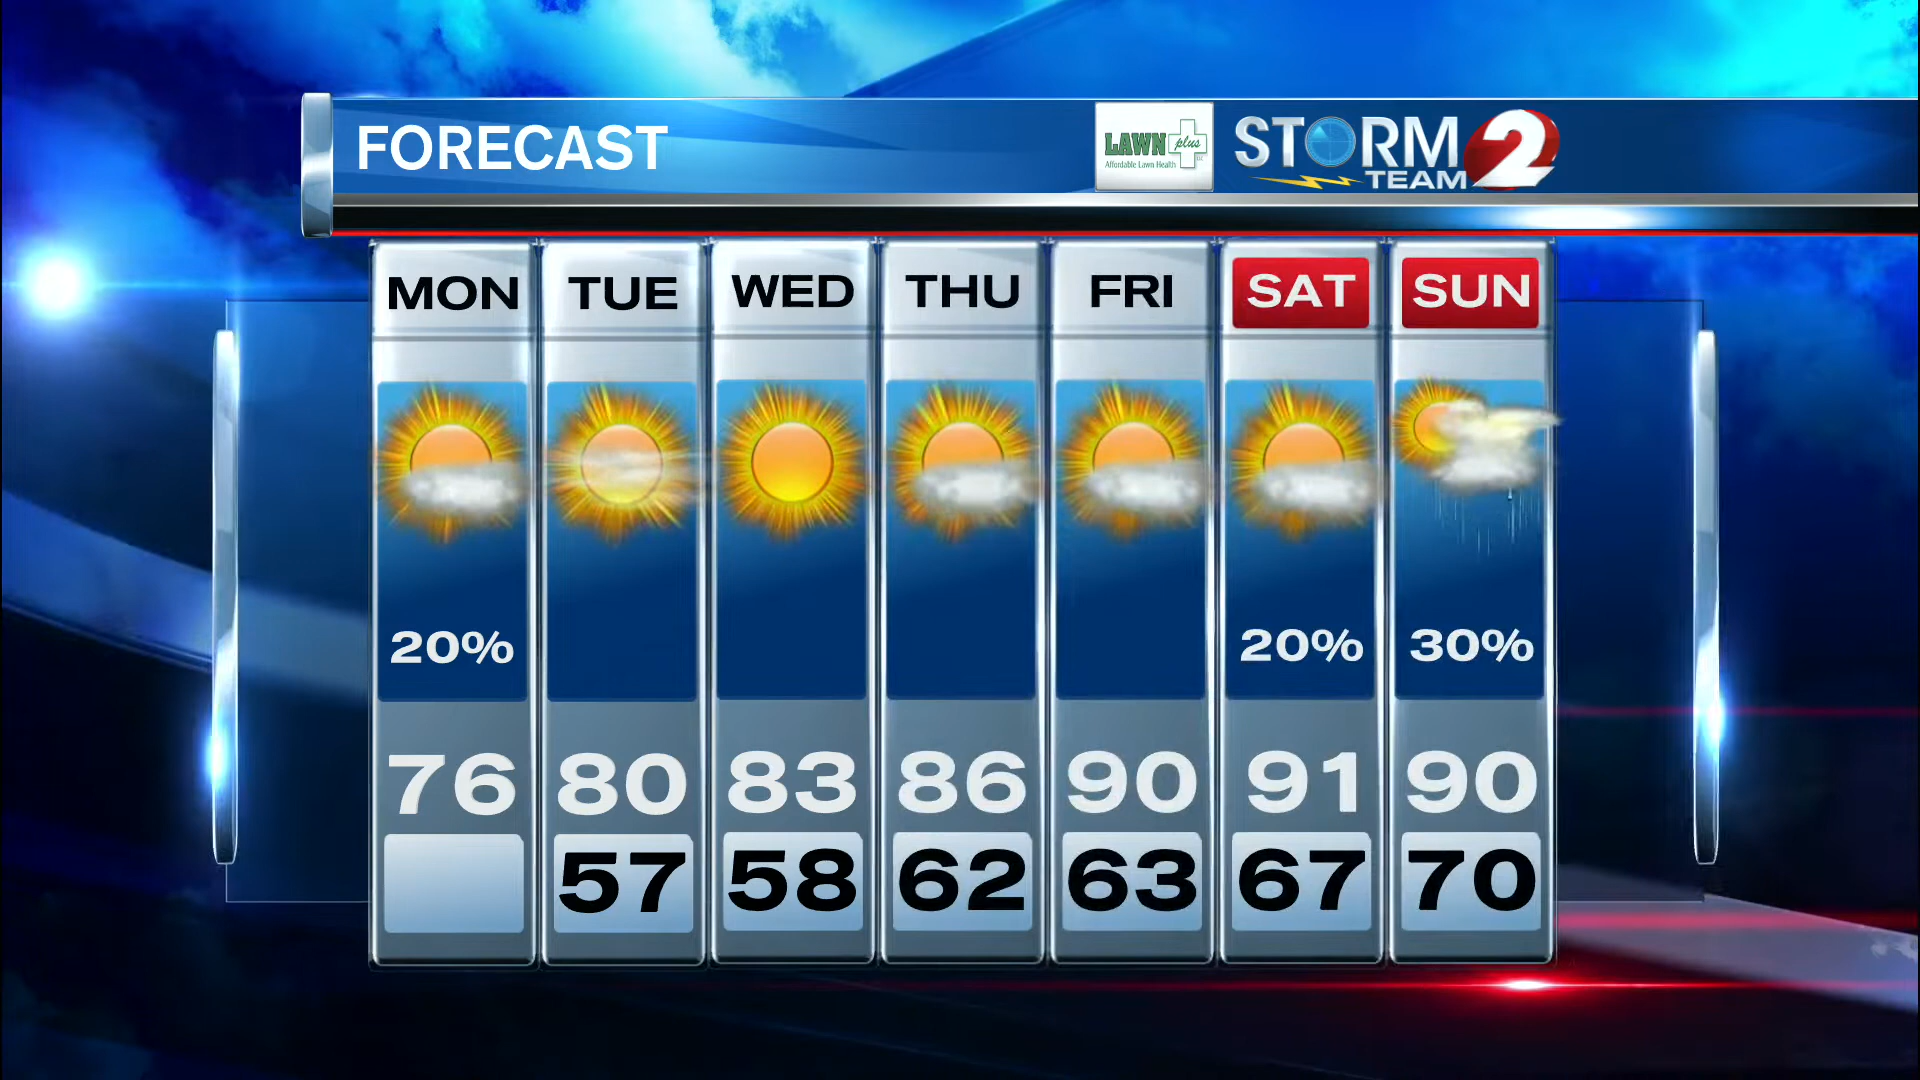 FORECAST
LAWN plus
Affordable Lawn Health
STORM
TEAM 2
MON TUE WED THU FRI SAT SUN
20% 20% 30%
76 80 83 86 90 91 90
57 58 62 63 67 70